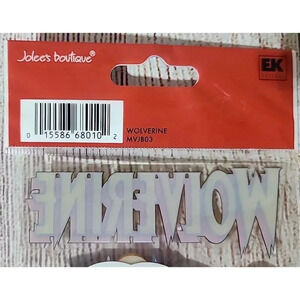 Jolee's boutique®
EK
0 15586 68010 2
WOLVERINE
MVJB03
WOLVERINE